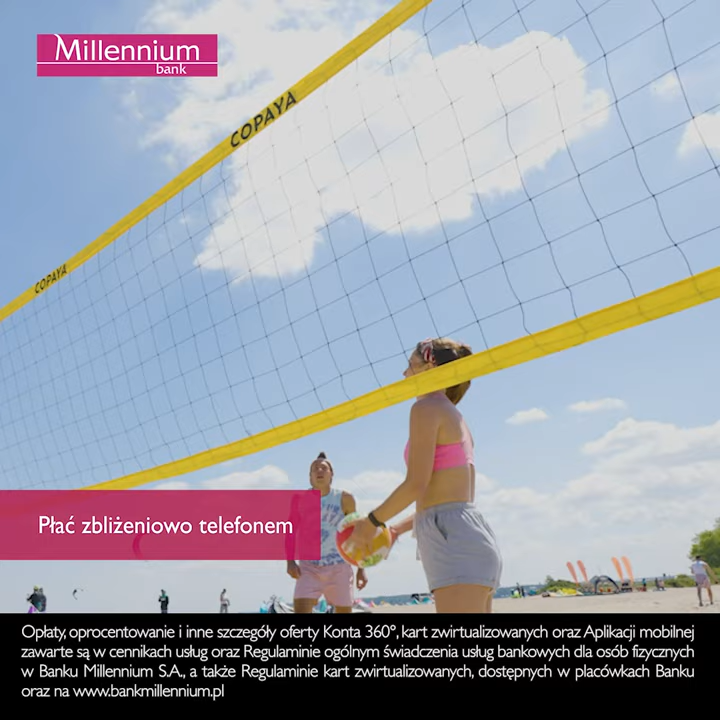 Millennium
bank
COPAYA
COPAYA
Płać zbliżeniowo telefonem
Opłaty, oprocentowanie i inne szczegóły oferty Konta 360°, kart zwirtualizowanych oraz Aplikacji mobilnej
zawarte są w cennikach usług oraz Regulaminie ogólnym świadczenia usług bankowych dla osób fizycznych
w Banku Millennium S.A., a także Regulaminie kart zwirtualizowanych, dostępnych w placówkach Banku
oraz na www.bankmillennium.pl